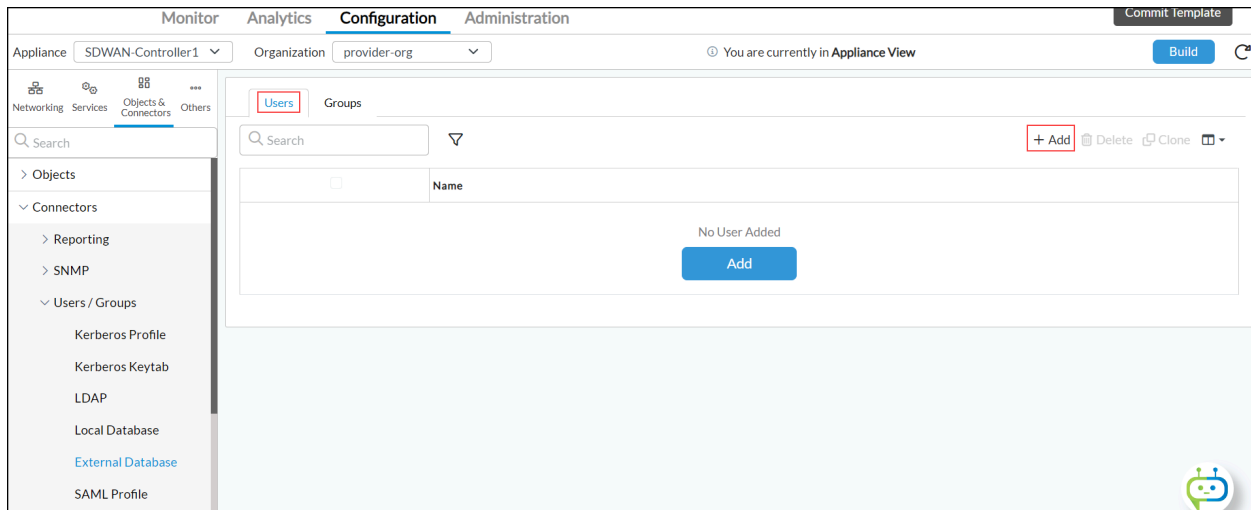 Monitor Analytics Configuration Administration Commit Template
Appliance SDWAN-Controller1 Organization provider-org You are currently in Appliance View Build
Networking Services Objects & Connectors Others
Users Groups
Search
Search + Add Delete Clone
> Objects
Name
Connectors
> Reporting
No User Added
> SNMP
Add
Users / Groups
Kerberos Profile
Kerberos Keytab
LDAP
Local Database
External Database
SAML Profile